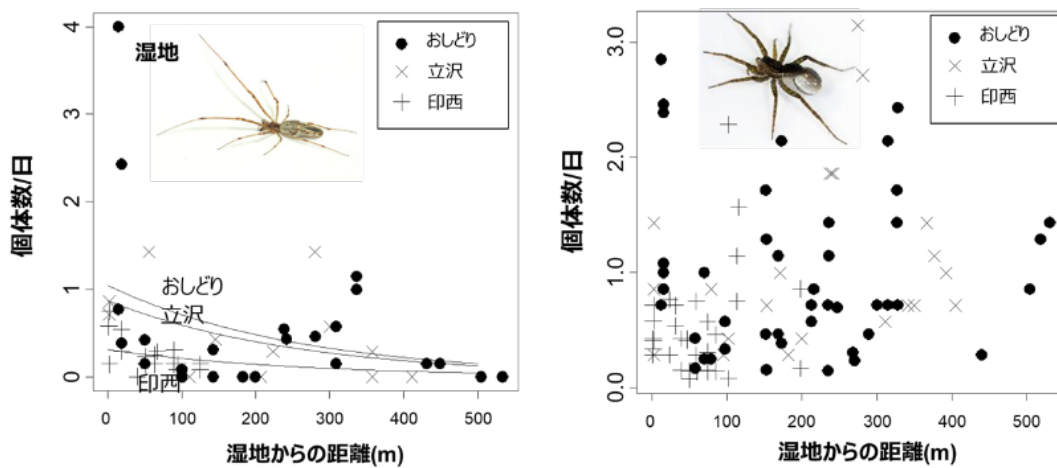 湿地
おしどり
立沢
印西
個体数/日
4
3
2
1
0
おしどり
立沢
印西
0 100 200 300 400 500
湿地からの距離(m)
おしどり
立沢
印西
個体数/日
3.0
2.0
1.0
0.0
0 100 200 300 400 500
湿地からの距離(m)